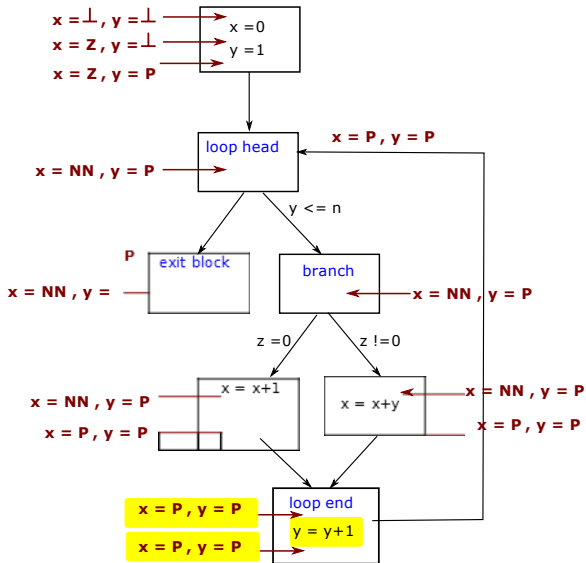 x = ⊥ , y = ⊥
x = 0
x = Z , y = ⊥
y = 1
x = Z , y = P
loop head
x = P , y = P
x = NN , y = P
y <= n
P
exit block
branch
x = NN , y =
x = NN , y = P
z =0
z !=0
x = x+1
x = NN , y = P
x = NN , y = P
x = x+y
x = P , y = P
x = P , y = P
loop end
x = P , y = P
y = y+1
x = P , y = P